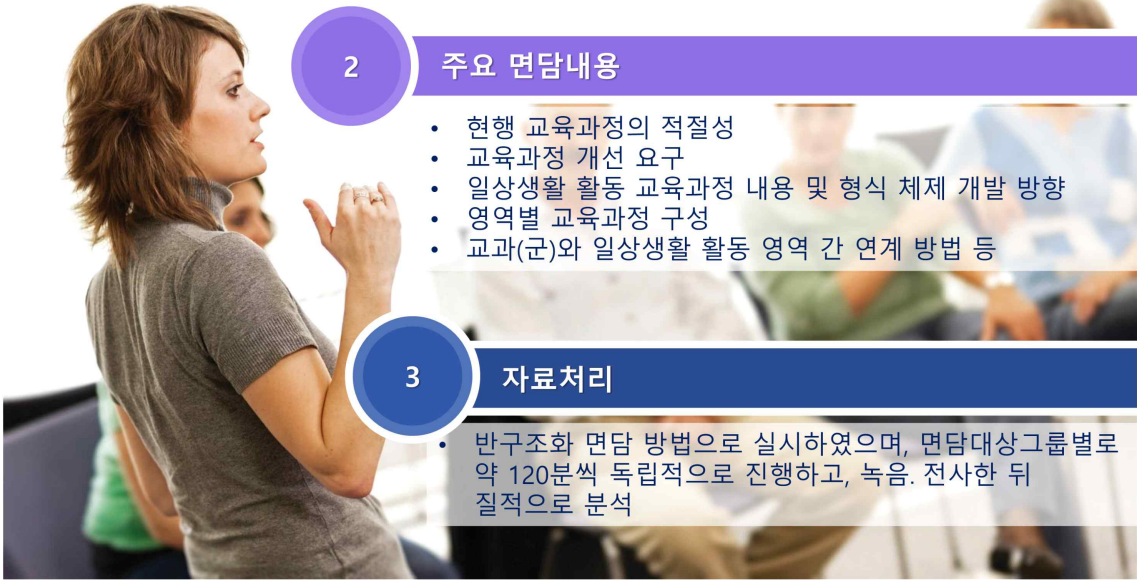 2
주요 면담내용
• 현행 교육과정의 적절성
• 교육과정 개선 요구
• 일상생활 활동 교육과정 내용 및 형식 체제 개발 방향
• 영역별 교육과정 구성
• 교과(군)와 일상생활 활동 영역 간 연계 방법 등
3
자료처리
• 반구조화 면담 방법으로 실시하였으며, 면담대상그룹별로
약 120분씩 독립적으로 진행하고, 녹음. 전사한 뒤
질적으로 분석